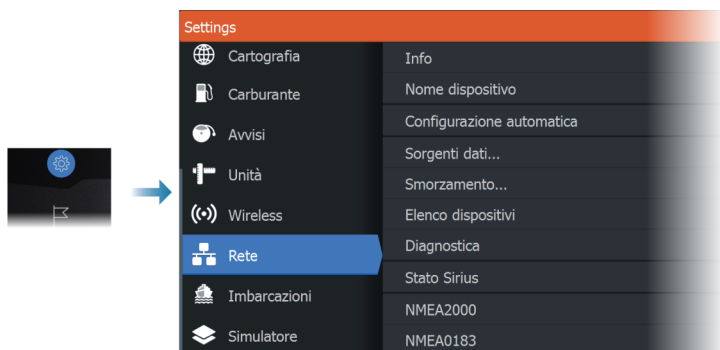 Settings
Cartografia
Carburante
Avvisi
Unità
Wireless
Rete
Imbarcazioni
Simulatore
Info
Nome dispositivo
Configurazione automatica
Sorgenti dati...
Smorzamento...
Elenco dispositivi
Diagnostica
Stato Sirius
NMEA2000
NMEA0183